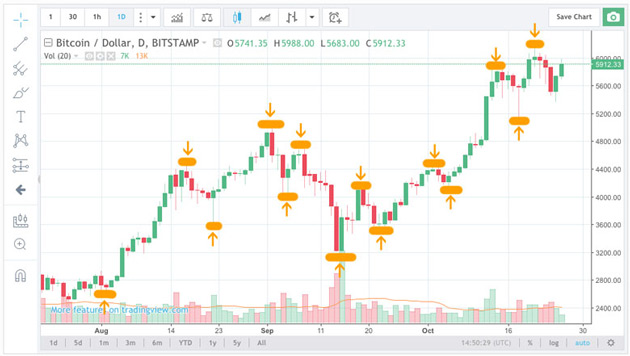 1 30 1h 1D Save Chart
Bitcoin / Dollar, D, BITSTAMP O5741.35 H5988.00 L5683.00 C5912.33
Vol (20) 7K 13K
6000.00
5912.33
5600.00
5200.00
4800.00
4400.00
4000.00
3600.00
3200.00
2800.00
2400.00
More features on tradingview.com
Aug 14 23 Sep 11 20 Oct 16 30
1d 5d 1m 3m 6m YTD 1y 5y All 14:50:29 (UTC) % log auto